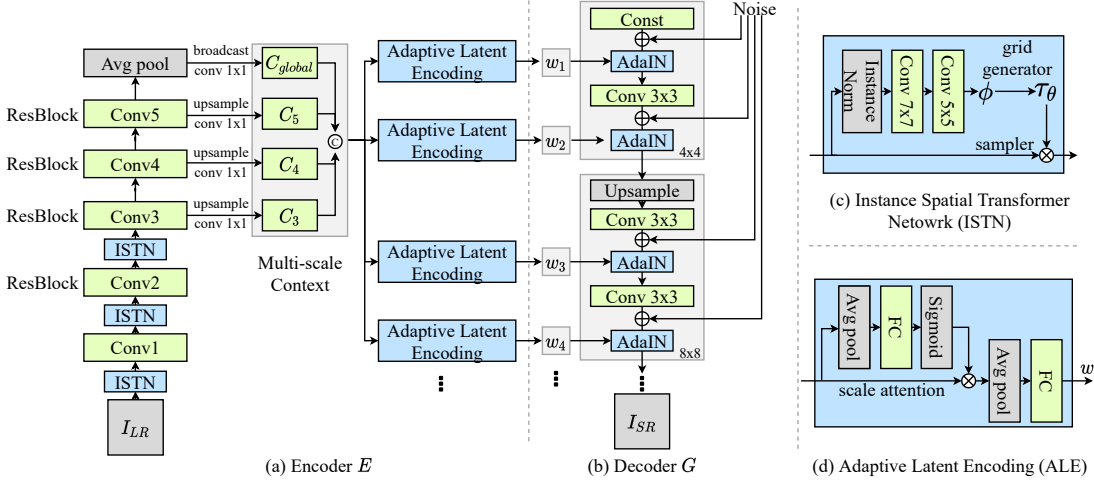 Avg pool
broadcast
conv 1x1
C_global
ResBlock
Conv5
upsample
conv 1x1
C_5
ResBlock
Conv4
upsample
conv 1x1
C_4
ResBlock
Conv3
upsample
conv 1x1
C_3
©
ISTN
ResBlock
Conv2
ISTN
Conv1
ISTN
I_LR
Multi-scale
Context
Adaptive Latent
Encoding
Adaptive Latent
Encoding
Adaptive Latent
Encoding
Adaptive Latent
Encoding
(a) Encoder E
w_1
w_2
w_3
w_4
Noise
Const
AdaIN
Conv 3x3
AdaIN
4x4
Upsample
Conv 3x3
AdaIN
Conv 3x3
AdaIN
8x8
I_SR
(b) Decoder G
Instance
Norm
Conv 7x7
Conv 5x5
ϕ
grid
generator
τ_θ
sampler
(c) Instance Spatial Transformer
Netowrk (ISTN)
Avg pool
FC
Sigmoid
scale attention
Avg pool
FC
w
(d) Adaptive Latent Encoding (ALE)